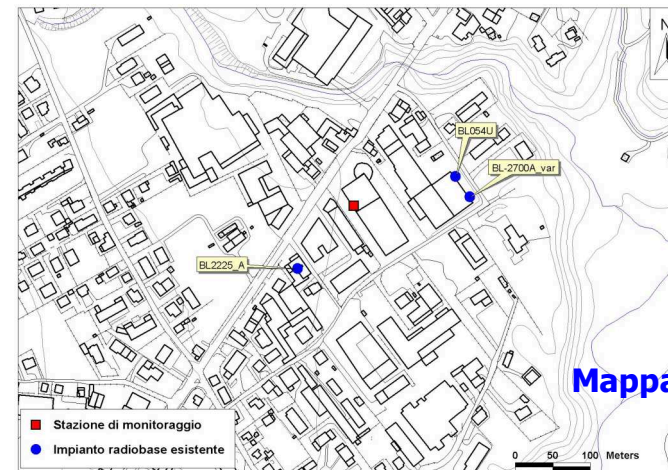 N
BL054U
BL-2700A_var
BL2225_A
Mappa
Stazione di monitoraggio
Impianto radiobase esistente
0 50 100 Meters